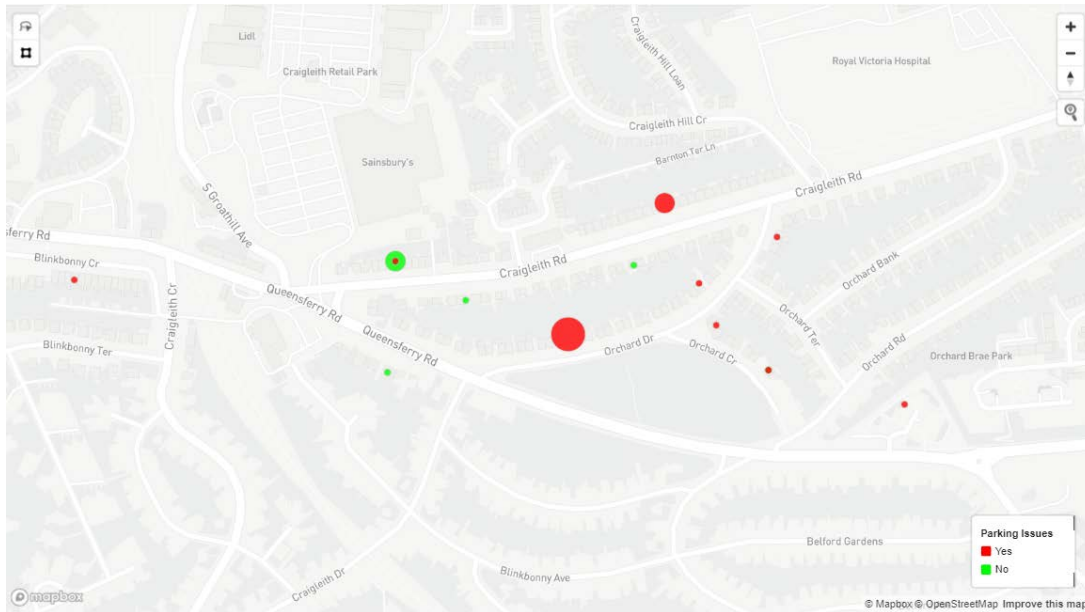 Lidl
Craigleith Retail Park
Craigleith Hill Loan
Royal Victoria Hospital
Craigleith Hill Cr
Barnton Ter Ln
Sainsbury's
S Groathill Ave
Craigleith Rd
nsferry Rd
Blinkbonny Cr
Craigleith Rd
Orchard Bank
Queensferry Rd
Craigleith Cr
Orchard Ter
Queensferry Rd
Blinkbonny Ter
Orchard Dr
Orchard Cr
Orchard Rd
Orchard Brae Park
Parking Issues
Yes
No
Belford Gardens
Craigleith Dr
Blinkbonny Ave
mapbox
© Mapbox © OpenStreetMap Improve this map